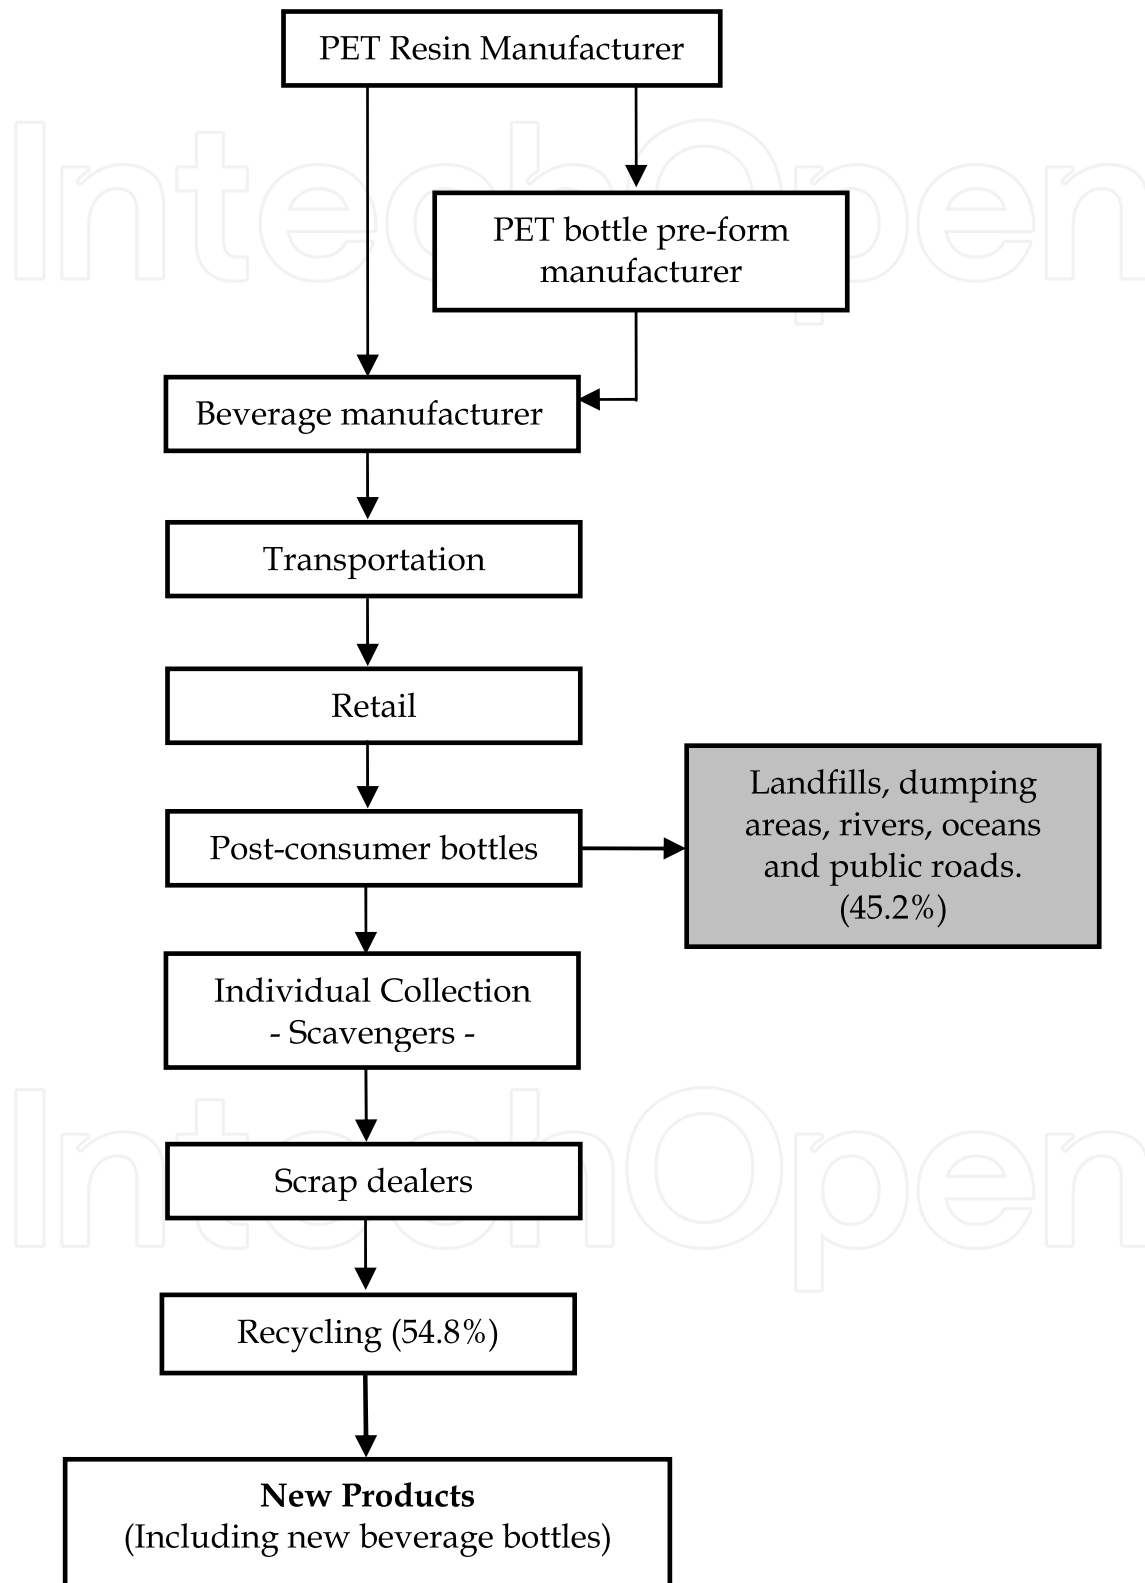 PET Resin Manufacturer
PET bottle pre-form
manufacturer
Beverage manufacturer
Transportation
Retail
Post-consumer bottles
Landfills, dumping
areas, rivers, oceans
and public roads.
(45.2%)
Individual Collection
- Scavengers -
Scrap dealers
Recycling (54.8%)
New Products
(Including new beverage bottles)
IntechOpen
IntechOpen